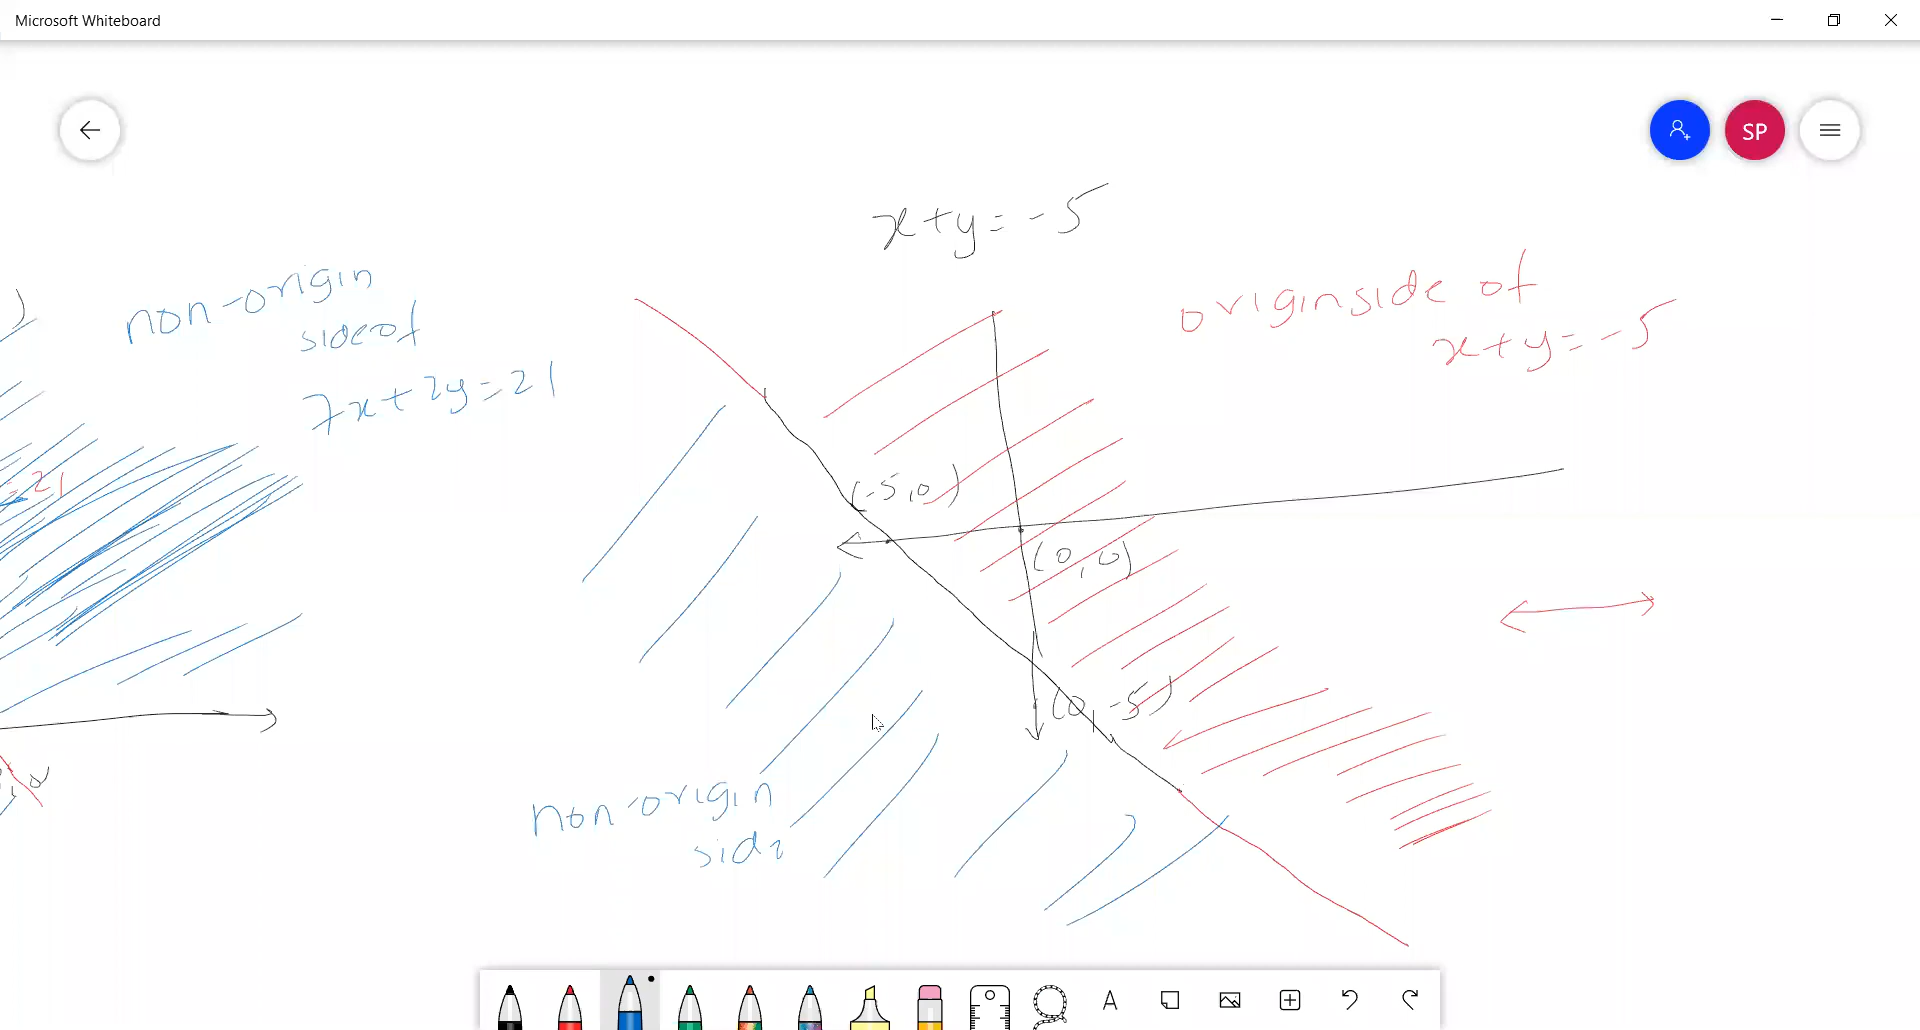 Microsoft Whiteboard
SP
x+y=-5
non-origin
side of
7x+2y=21
origin side of
x+y=-5
=21
(-5,0)
(0,0)
(0,-5)
non-origin
side
A